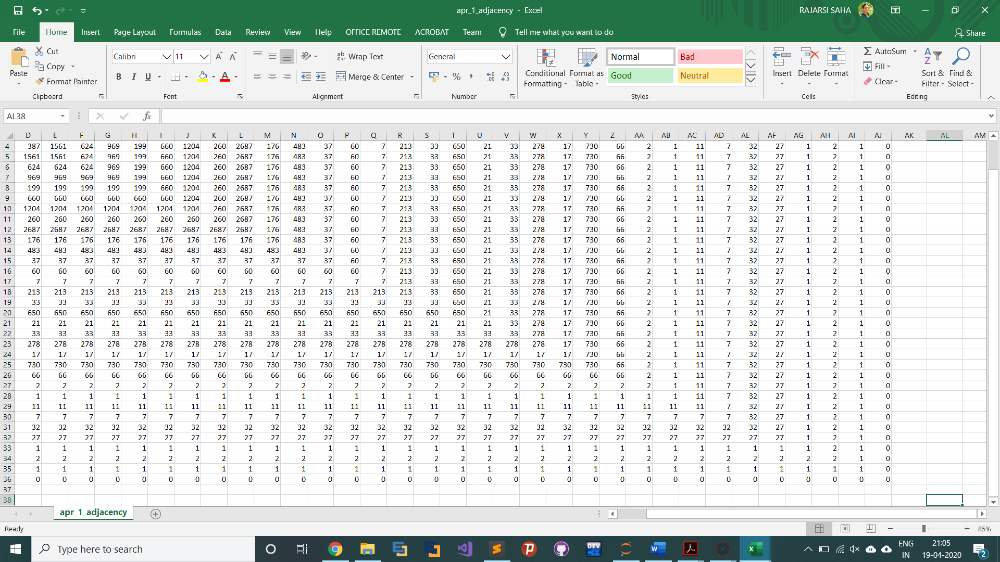 apr_1_adjacency - Excel
RAJARSI SAHA
File Home Insert Page Layout Formulas Data Review View Help OFFICE REMOTE ACROBAT Team Tell me what you want to do Share
Paste Cut Copy Format Painter Clipboard
Calibri 11 B I U A Font
Wrap Text Merge & Center Alignment
General % , Number
Conditional Formatting Format as Table Normal Bad Good Neutral Styles
Insert Delete Format Cells
AutoSum Fill Clear Sort & Filter Find & Select Editing
AL38 fx
D E F G H I J K L M N O P Q R S T U V W X Y Z AA AB AC AD AE AF AG AH AI AJ AK AL AM
4 387 1561 624 969 199 660 1204 260 2687 176 483 37 60 7 213 33 650 21 33 278 17 730 66 2 1 11 7 32 27 1 2 1 0
5 1561 1561 624 969 199 660 1204 260 2687 176 483 37 60 7 213 33 650 21 33 278 17 730 66 2 1 11 7 32 27 1 2 1 0
6 624 624 624 969 199 660 1204 260 2687 176 483 37 60 7 213 33 650 21 33 278 17 730 66 2 1 11 7 32 27 1 2 1 0
7 969 969 969 969 199 660 1204 260 2687 176 483 37 60 7 213 33 650 21 33 278 17 730 66 2 1 11 7 32 27 1 2 1 0
8 199 199 199 199 199 660 1204 260 2687 176 483 37 60 7 213 33 650 21 33 278 17 730 66 2 1 11 7 32 27 1 2 1 0
9 660 660 660 660 660 660 1204 260 2687 176 483 37 60 7 213 33 650 21 33 278 17 730 66 2 1 11 7 32 27 1 2 1 0
10 1204 1204 1204 1204 1204 1204 1204 260 2687 176 483 37 60 7 213 33 650 21 33 278 17 730 66 2 1 11 7 32 27 1 2 1 0
11 260 260 260 260 260 260 260 260 2687 176 483 37 60 7 213 33 650 21 33 278 17 730 66 2 1 11 7 32 27 1 2 1 0
12 2687 2687 2687 2687 2687 2687 2687 2687 2687 176 483 37 60 7 213 33 650 21 33 278 17 730 66 2 1 11 7 32 27 1 2 1 0
13 176 176 176 176 176 176 176 176 176 176 483 37 60 7 213 33 650 21 33 278 17 730 66 2 1 11 7 32 27 1 2 1 0
14 483 483 483 483 483 483 483 483 483 483 483 37 60 7 213 33 650 21 33 278 17 730 66 2 1 11 7 32 27 1 2 1 0
15 37 37 37 37 37 37 37 37 37 37 37 37 60 7 213 33 650 21 33 278 17 730 66 2 1 11 7 32 27 1 2 1 0
16 60 60 60 60 60 60 60 60 60 60 60 60 60 7 213 33 650 21 33 278 17 730 66 2 1 11 7 32 27 1 2 1 0
17 7 7 7 7 7 7 7 7 7 7 7 7 7 7 213 33 650 21 33 278 17 730 66 2 1 11 7 32 27 1 2 1 0
18 213 213 213 213 213 213 213 213 213 213 213 213 213 213 213 33 650 21 33 278 17 730 66 2 1 11 7 32 27 1 2 1 0
19 33 33 33 33 33 33 33 33 33 33 33 33 33 33 33 33 650 21 33 278 17 730 66 2 1 11 7 32 27 1 2 1 0
20 650 650 650 650 650 650 650 650 650 650 650 650 650 650 650 650 650 21 33 278 17 730 66 2 1 11 7 32 27 1 2 1 0
21 21 21 21 21 21 21 21 21 21 21 21 21 21 21 21 21 21 21 33 278 17 730 66 2 1 11 7 32 27 1 2 1 0
22 33 33 33 33 33 33 33 33 33 33 33 33 33 33 33 33 33 33 33 278 17 730 66 2 1 11 7 32 27 1 2 1 0
23 278 278 278 278 278 278 278 278 278 278 278 278 278 278 278 278 278 278 278 278 17 730 66 2 1 11 7 32 27 1 2 1 0
24 17 17 17 17 17 17 17 17 17 17 17 17 17 17 17 17 17 17 17 17 17 730 66 2 1 11 7 32 27 1 2 1 0
25 730 730 730 730 730 730 730 730 730 730 730 730 730 730 730 730 730 730 730 730 730 730 66 2 1 11 7 32 27 1 2 1 0
26 66 66 66 66 66 66 66 66 66 66 66 66 66 66 66 66 66 66 66 66 66 66 66 2 1 11 7 32 27 1 2 1 0
27 2 2 2 2 2 2 2 2 2 2 2 2 2 2 2 2 2 2 2 2 2 2 2 2 1 11 7 32 27 1 2 1 0
28 1 1 1 1 1 1 1 1 1 1 1 1 1 1 1 1 1 1 1 1 1 1 1 1 1 11 7 32 27 1 2 1 0
29 11 11 11 11 11 11 11 11 11 11 11 11 11 11 11 11 11 11 11 11 11 11 11 11 11 11 7 32 27 1 2 1 0
30 7 7 7 7 7 7 7 7 7 7 7 7 7 7 7 7 7 7 7 7 7 7 7 7 7 7 7 32 27 1 2 1 0
31 32 32 32 32 32 32 32 32 32 32 32 32 32 32 32 32 32 32 32 32 32 32 32 32 32 32 32 32 27 1 2 1 0
32 27 27 27 27 27 27 27 27 27 27 27 27 27 27 27 27 27 27 27 27 27 27 27 27 27 27 27 27 27 1 2 1 0
33 1 1 1 1 1 1 1 1 1 1 1 1 1 1 1 1 1 1 1 1 1 1 1 1 1 1 1 1 1 1 2 1 0
34 2 2 2 2 2 2 2 2 2 2 2 2 2 2 2 2 2 2 2 2 2 2 2 2 2 2 2 2 2 2 2 1 0
35 1 1 1 1 1 1 1 1 1 1 1 1 1 1 1 1 1 1 1 1 1 1 1 1 1 1 1 1 1 1 1 1 0
36 0 0 0 0 0 0 0 0 0 0 0 0 0 0 0 0 0 0 0 0 0 0 0 0 0 0 0 0 0 0 0 0 0
37
38
apr_1_adjacency
Ready 85%
Type here to search
DEV C++
ENG IN
21:05
19-04-2020
2